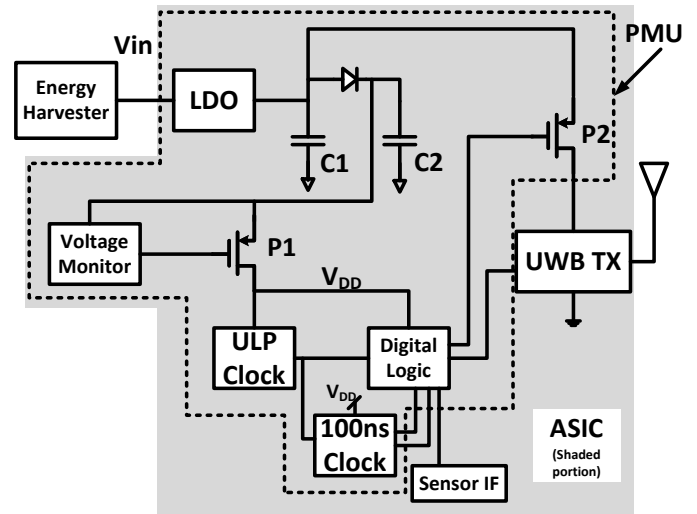 Vin
PMU
Energy
Harvester
LDO
C1
C2
P2
Voltage
Monitor
P1
VDD
UWB TX
ULP
Clock
Digital
Logic
VDD
100ns
Clock
Sensor IF
ASIC
(Shaded
portion)